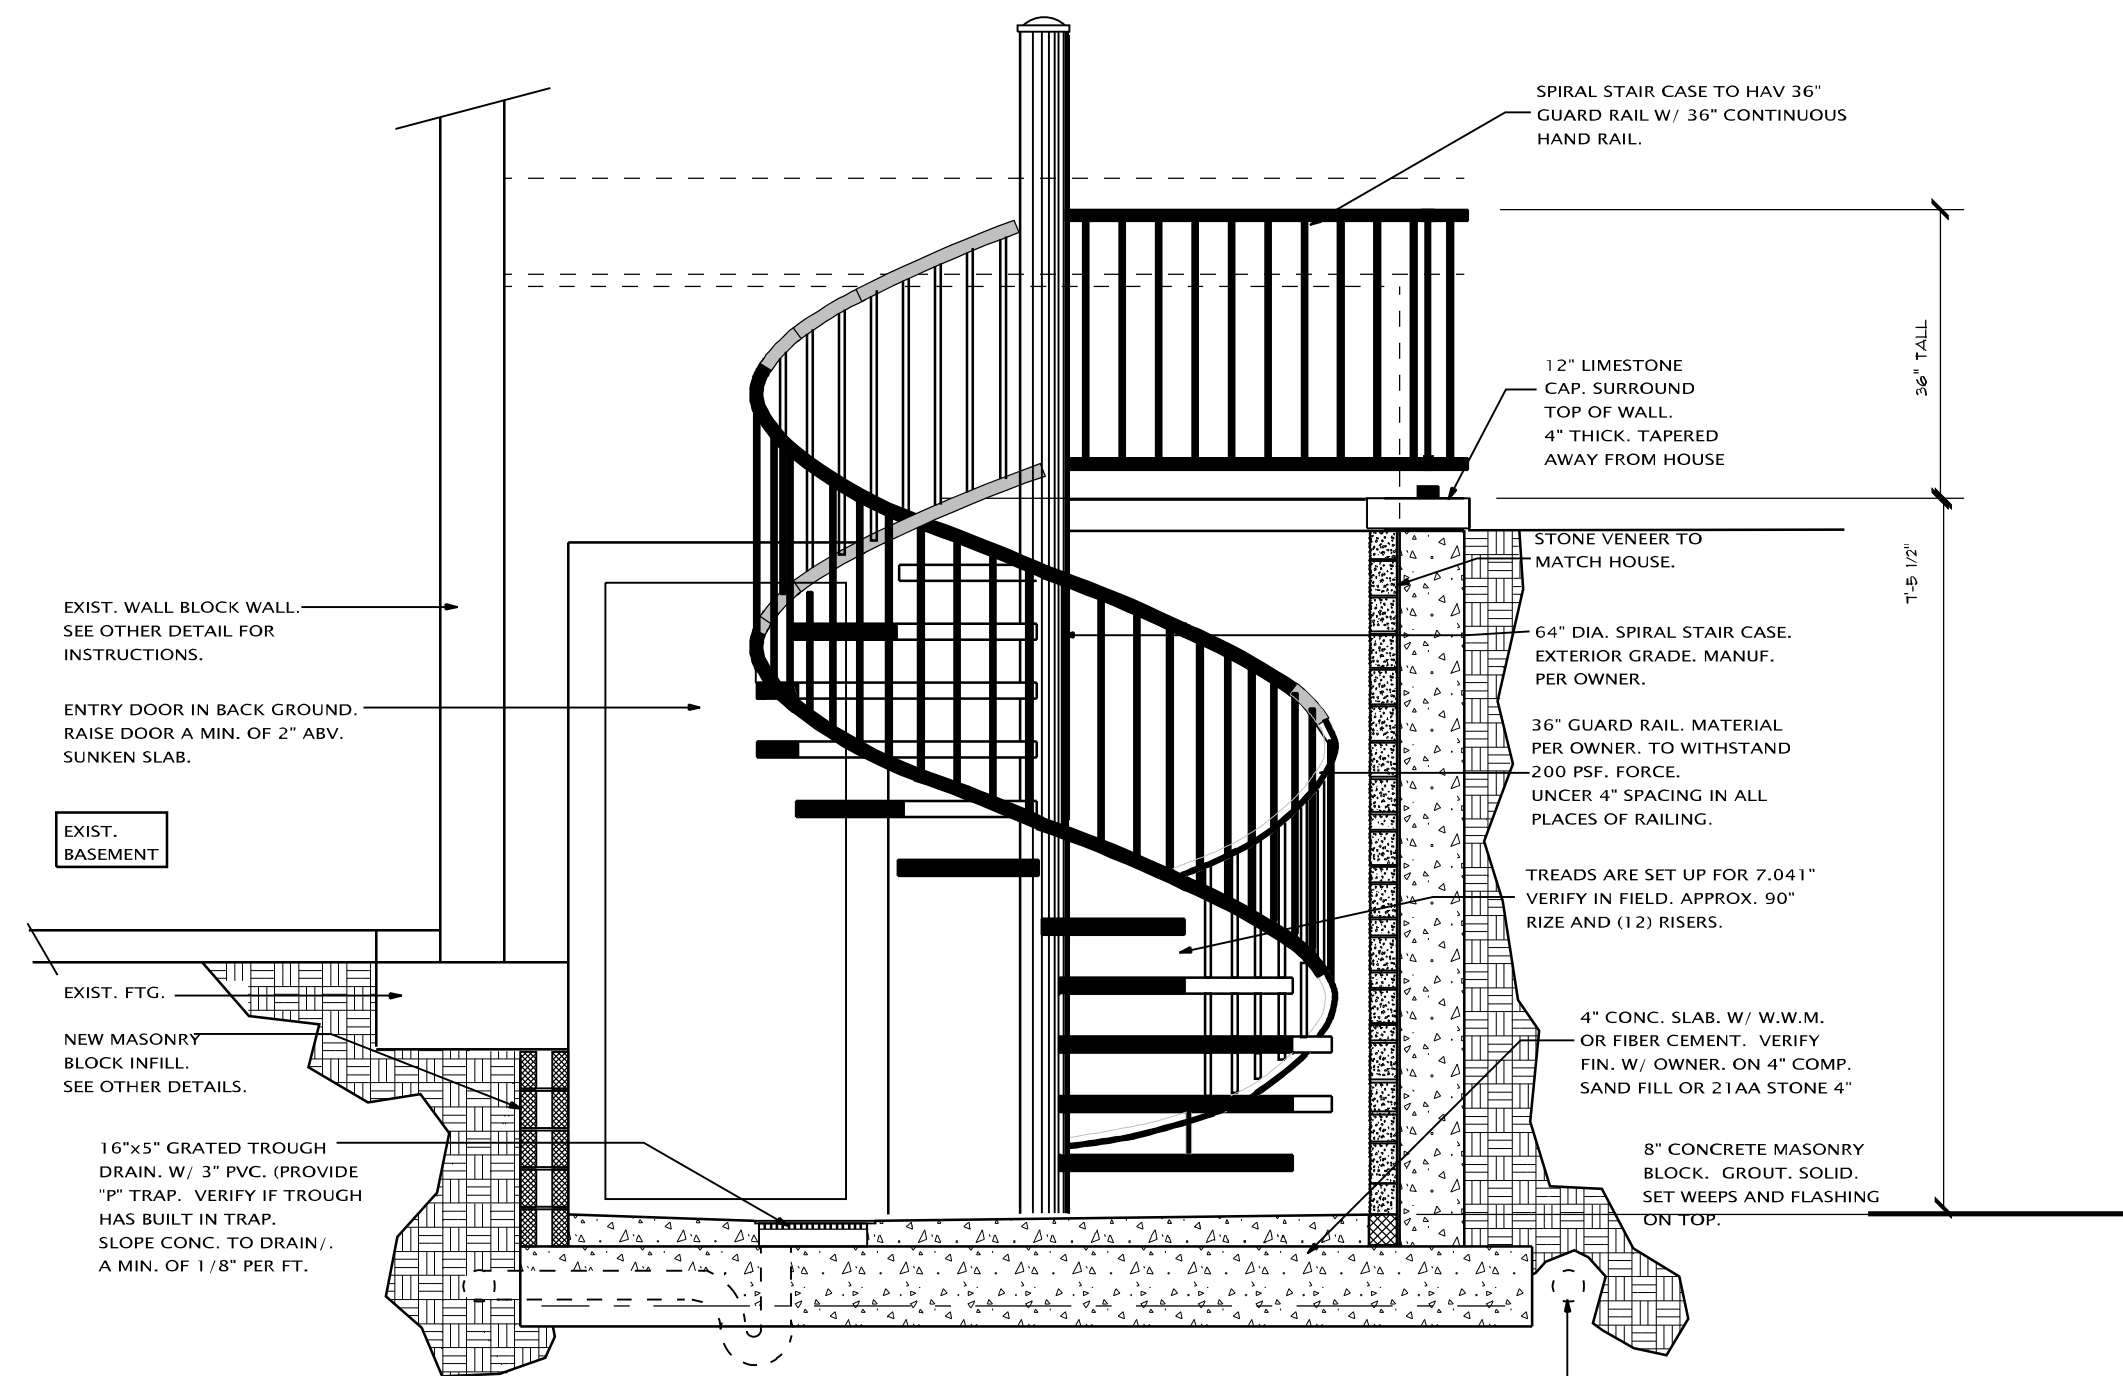 SPIRAL STAIR CASE TO HAV 36"
GUARD RAIL W/ 36" CONTINUOUS
HAND RAIL.
36" TALL
12" LIMESTONE
CAP. SURROUND
TOP OF WALL.
4" THICK. TAPERED
AWAY FROM HOUSE
STONE VENEER TO
MATCH HOUSE.
7'-5 1/2"
64" DIA. SPIRAL STAIR CASE.
EXTERIOR GRADE. MANUF.
PER OWNER.
36" GUARD RAIL. MATERIAL
PER OWNER. TO WITHSTAND
200 PSF. FORCE.
UNCER 4" SPACING IN ALL
PLACES OF RAILING.
TREADS ARE SET UP FOR 7.041"
VERIFY IN FIELD. APPROX. 90"
RIZE AND (12) RISERS.
4" CONC. SLAB. W/ W.W.M.
OR FIBER CEMENT. VERIFY
FIN. W/ OWNER. ON 4" COMP.
SAND FILL OR 21AA STONE 4"
8" CONCRETE MASONRY
BLOCK. GROUT. SOLID.
SET WEEPS AND FLASHING
ON TOP.
EXIST. WALL BLOCK WALL.
SEE OTHER DETAIL FOR
INSTRUCTIONS.
ENTRY DOOR IN BACK GROUND.
RAISE DOOR A MIN. OF 2" ABV.
SUNKEN SLAB.
EXIST.
BASEMENT
EXIST. FTG.
NEW MASONRY
BLOCK INFILL.
SEE OTHER DETAILS.
16"x5" GRATED TROUGH
DRAIN. W/ 3" PVC. (PROVIDE
"P" TRAP. VERIFY IF TROUGH
HAS BUILT IN TRAP.
SLOPE CONC. TO DRAIN/.
A MIN. OF 1/8" PER FT.